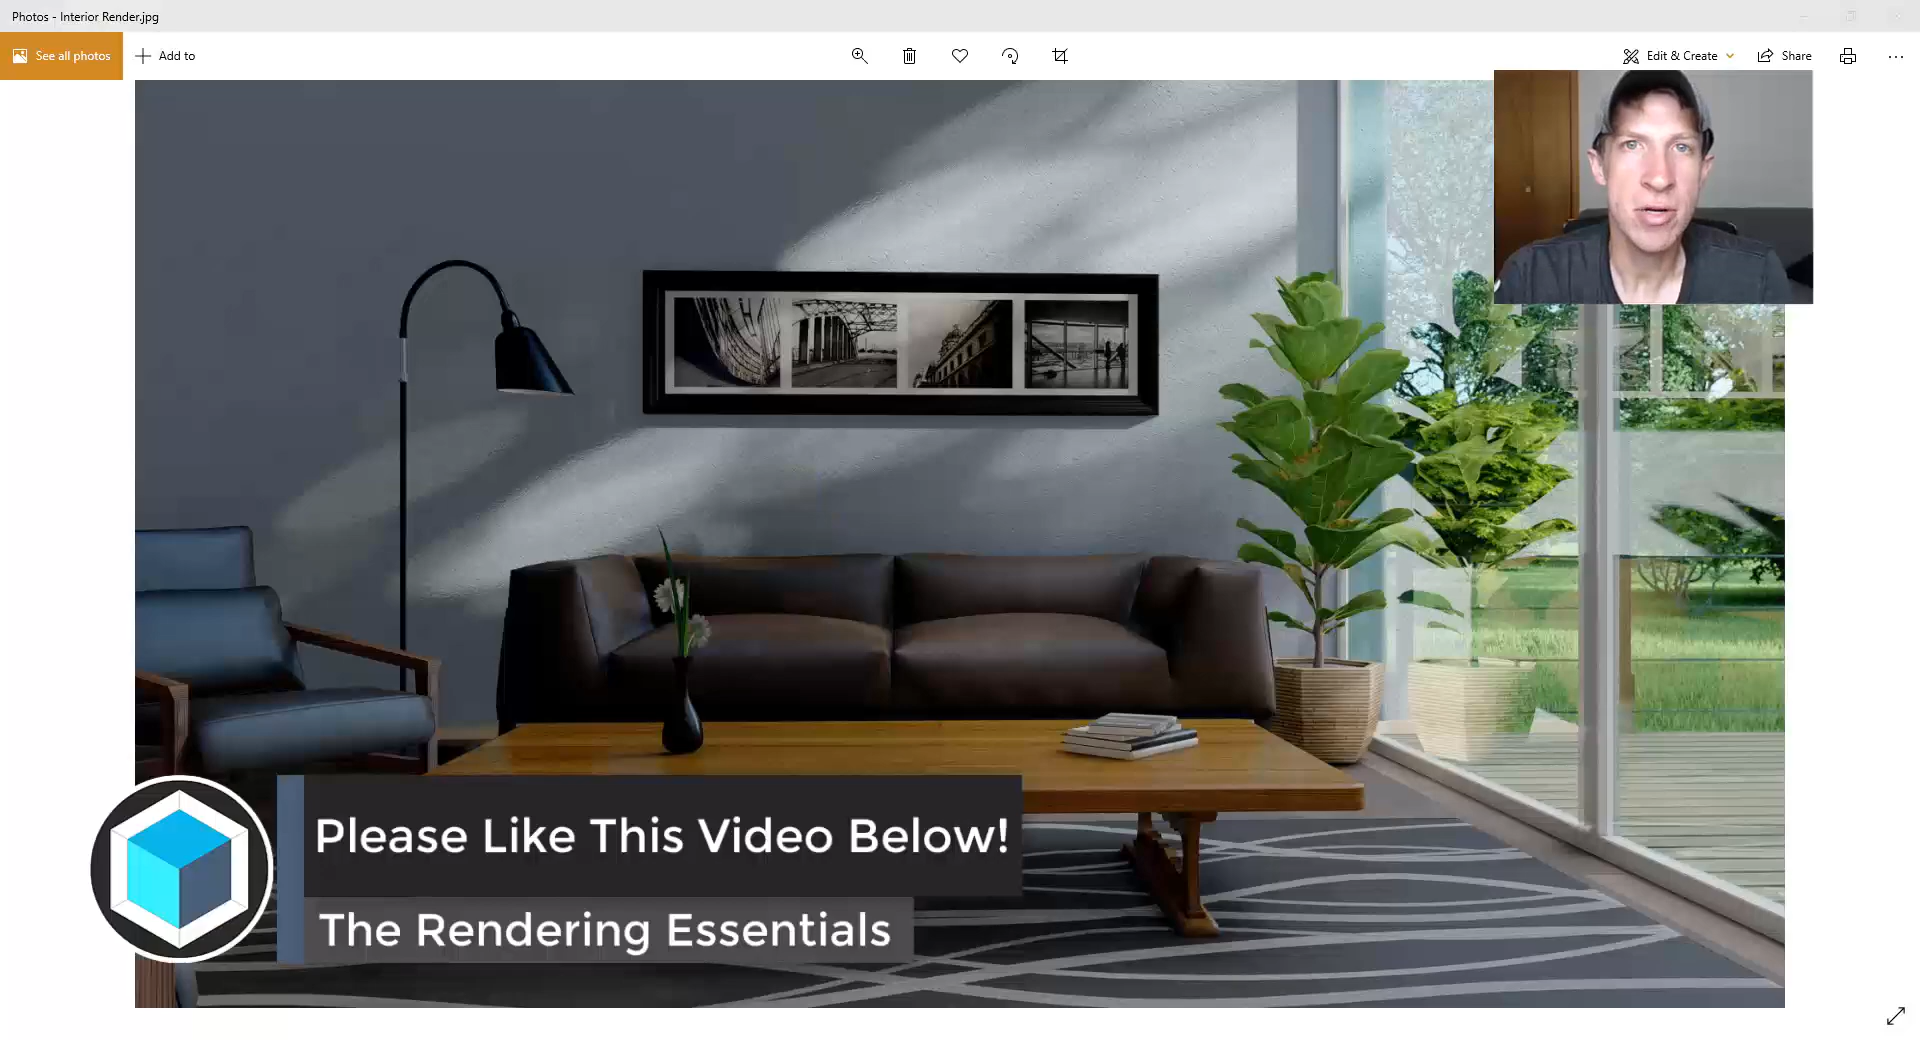 Photos - Interior Render.jpg
See all photos
Add to
Edit & Create
Share
Please Like This Video Below!
The Rendering Essentials